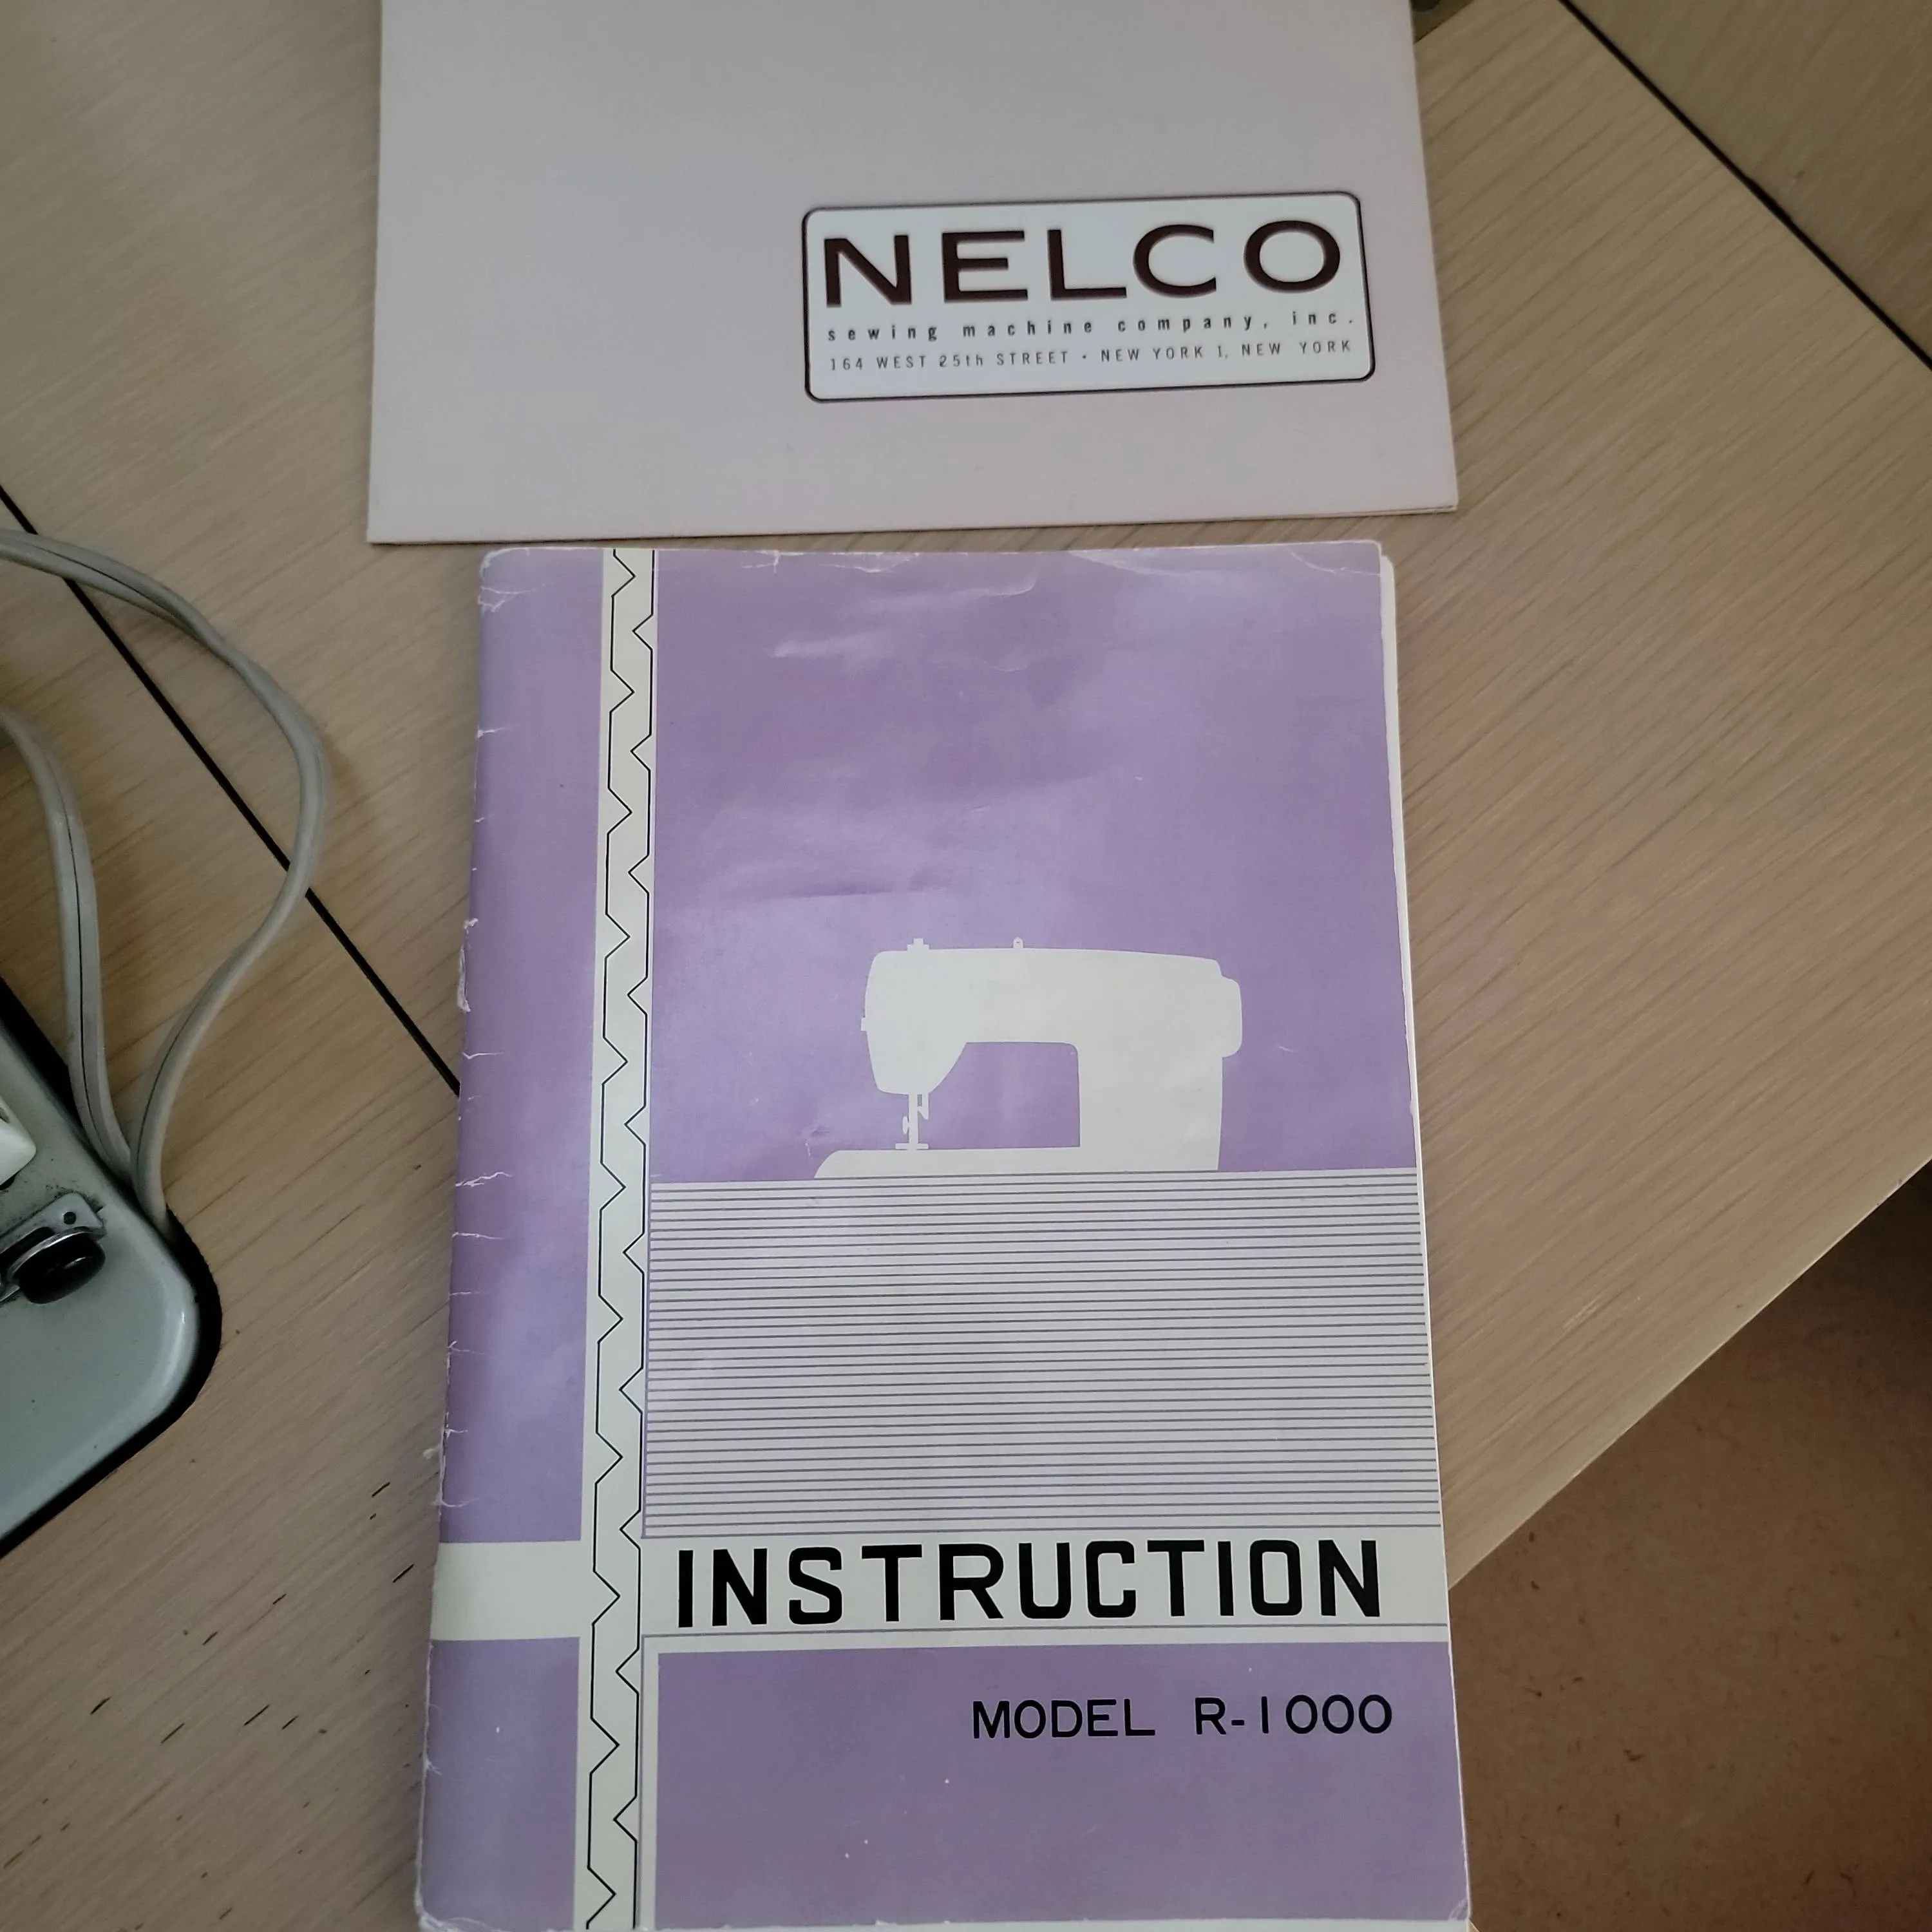 NELCO
sewing machine company, inc.
164 WEST 25th STREET · NEW YORK 1, NEW YORK
INSTRUCTION
MODEL R-1000